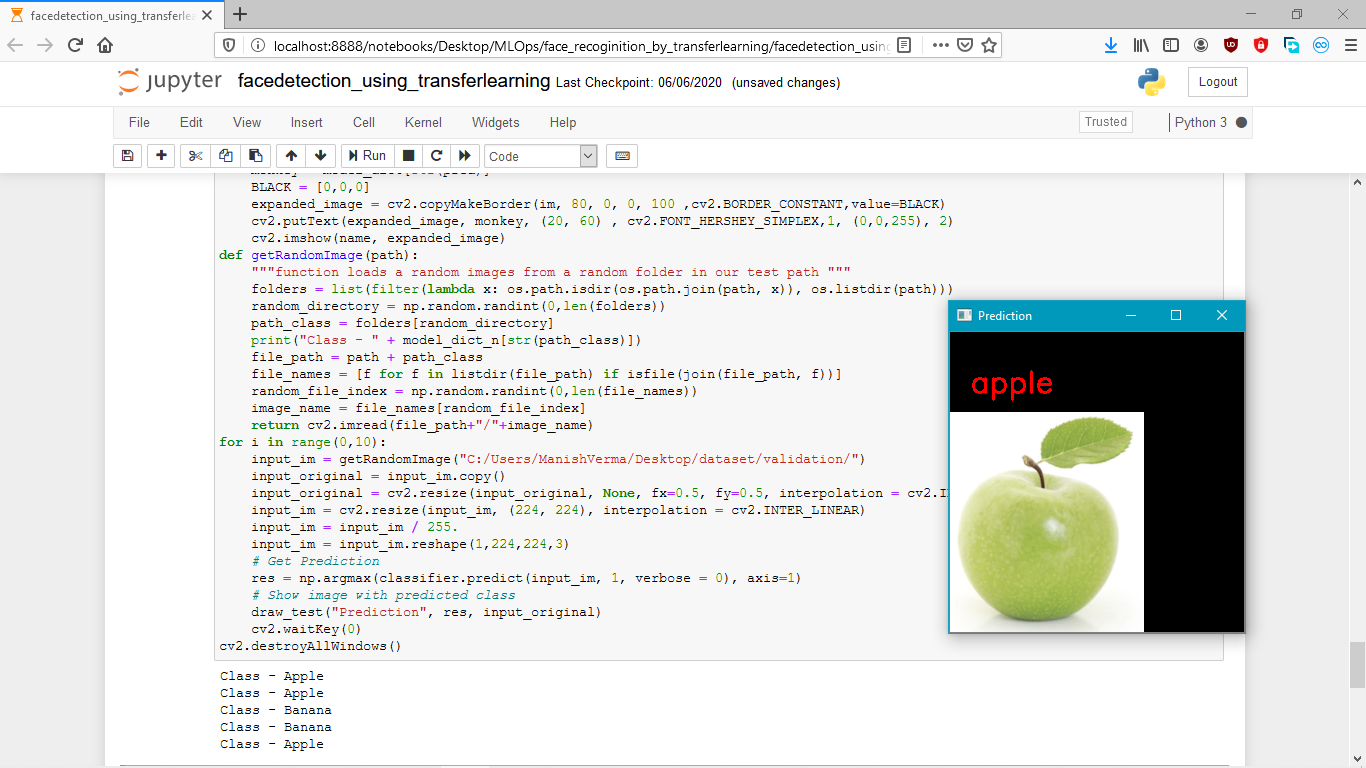 facedetection_using_transferlea
localhost:8888/notebooks/Desktop/MLOps/face_recoginition_by_transferlearning/facedetection_using
jupyter facedetection_using_transferlearning Last Checkpoint: 06/06/2020 (unsaved changes)
Logout
File Edit View Insert Cell Kernel Widgets Help
Trusted
Python 3
Run
Code
BLACK = [0,0,0]
expanded_image = cv2.copyMakeBorder(im, 80, 0, 0, 100 ,cv2.BORDER_CONSTANT,value=BLACK)
cv2.putText(expanded_image, monkey, (20, 60) , cv2.FONT_HERSHEY_SIMPLEX,1, (0,0,255), 2)
cv2.imshow(name, expanded_image)
def getRandomImage(path):
"""function loads a random images from a random folder in our test path """
folders = list(filter(lambda x: os.path.isdir(os.path.join(path, x)), os.listdir(path)))
random_directory = np.random.randint(0,len(folders))
path_class = folders[random_directory]
print("Class - " + model_dict_n[str(path_class)])
file_path = path + path_class
file_names = [f for f in listdir(file_path) if isfile(join(file_path, f))]
random_file_index = np.random.randint(0,len(file_names))
image_name = file_names[random_file_index]
return cv2.imread(file_path+"/"+image_name)
for i in range(0,10):
input_im = getRandomImage("C:/Users/ManishVerma/Desktop/dataset/validation/")
input_original = input_im.copy()
input_original = cv2.resize(input_original, None, fx=0.5, fy=0.5, interpolation = cv2.I
input_im = cv2.resize(input_im, (224, 224), interpolation = cv2.INTER_LINEAR)
input_im = input_im / 255.
input_im = input_im.reshape(1,224,224,3)
# Get Prediction
res = np.argmax(classifier.predict(input_im, 1, verbose = 0), axis=1)
# Show image with predicted class
draw_test("Prediction", res, input_original)
cv2.waitKey(0)
cv2.destroyAllWindows()
Class - Apple
Class - Apple
Class - Banana
Class - Banana
Class - Apple
Prediction
apple